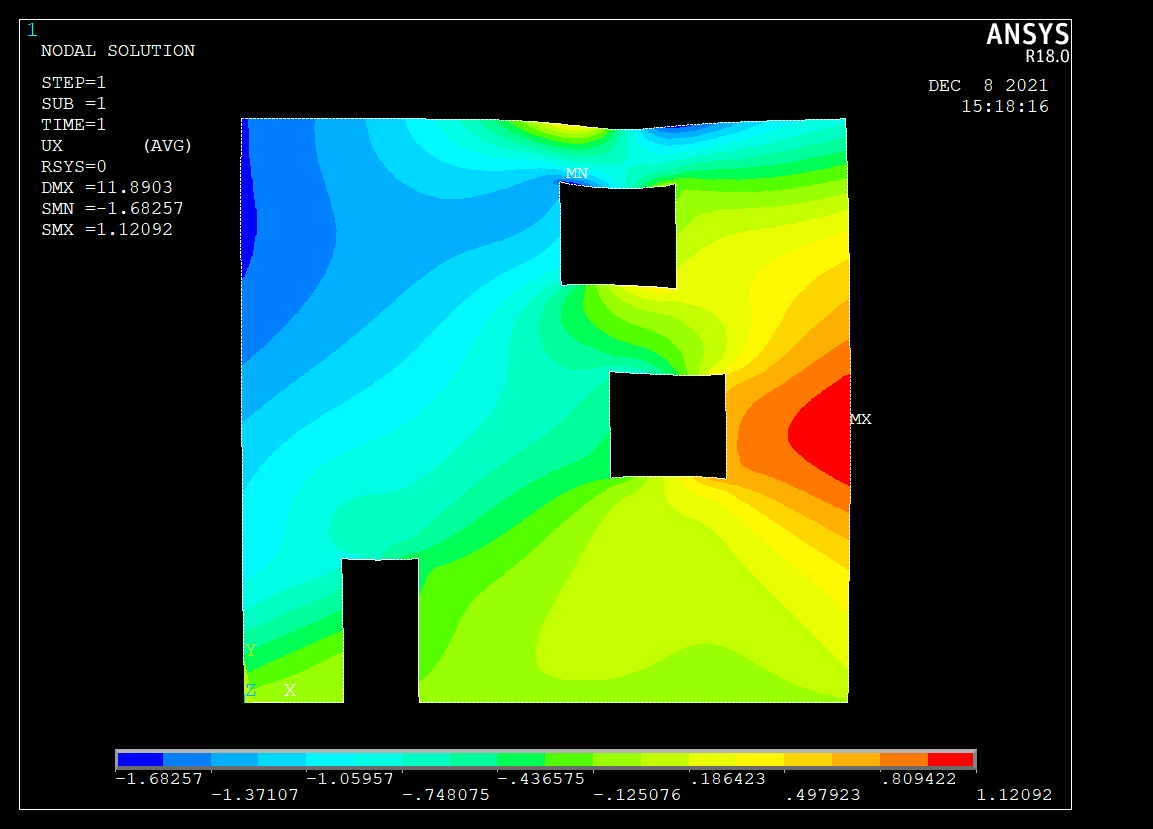 1
ANSYS
R18.0
NODAL SOLUTION
STEP=1
SUB =1
TIME=1
UX (AVG)
RSYS=0
DMX =11.8903
SMN =-1.68257
SMX =1.12092
DEC 8 2021
15:18:16
MN
MX
Y
Z X
-1.68257 -1.05957 -.436575 .186423 .809422
-1.37107 -.748075 -.125076 .497923 1.12092